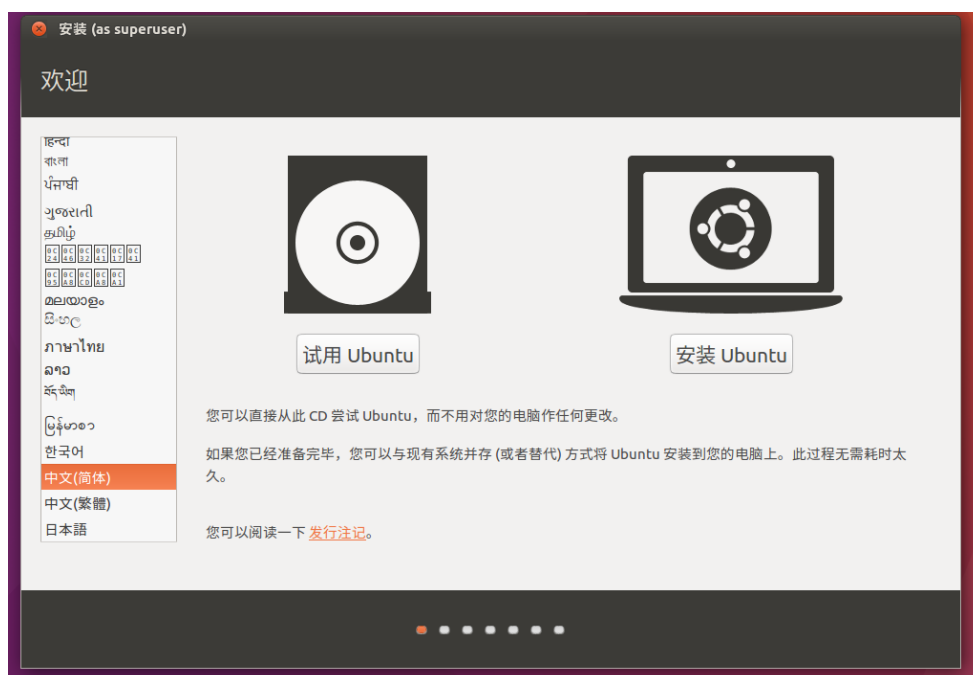 安装 (as superuser)
欢迎
हिन्दी
বাংলা
ਪੰਜਾਬੀ
ગુજરાતી
தமிழ்
മലയാളം
සිංහල
ภาษาไทย
ລາວ
བོད་ཡིག
မြန်မာစာ
한국어
中文(简体)
中文(繁體)
日本語
试用 Ubuntu
安装 Ubuntu
您可以直接从此 CD 尝试 Ubuntu，而不用对您的电脑作任何更改。
如果您已经准备完毕，您可以与现有系统并存 (或者替代) 方式将 Ubuntu 安装到您的电脑上。此过程无需耗时太
久。
您可以阅读一下 发行注记。